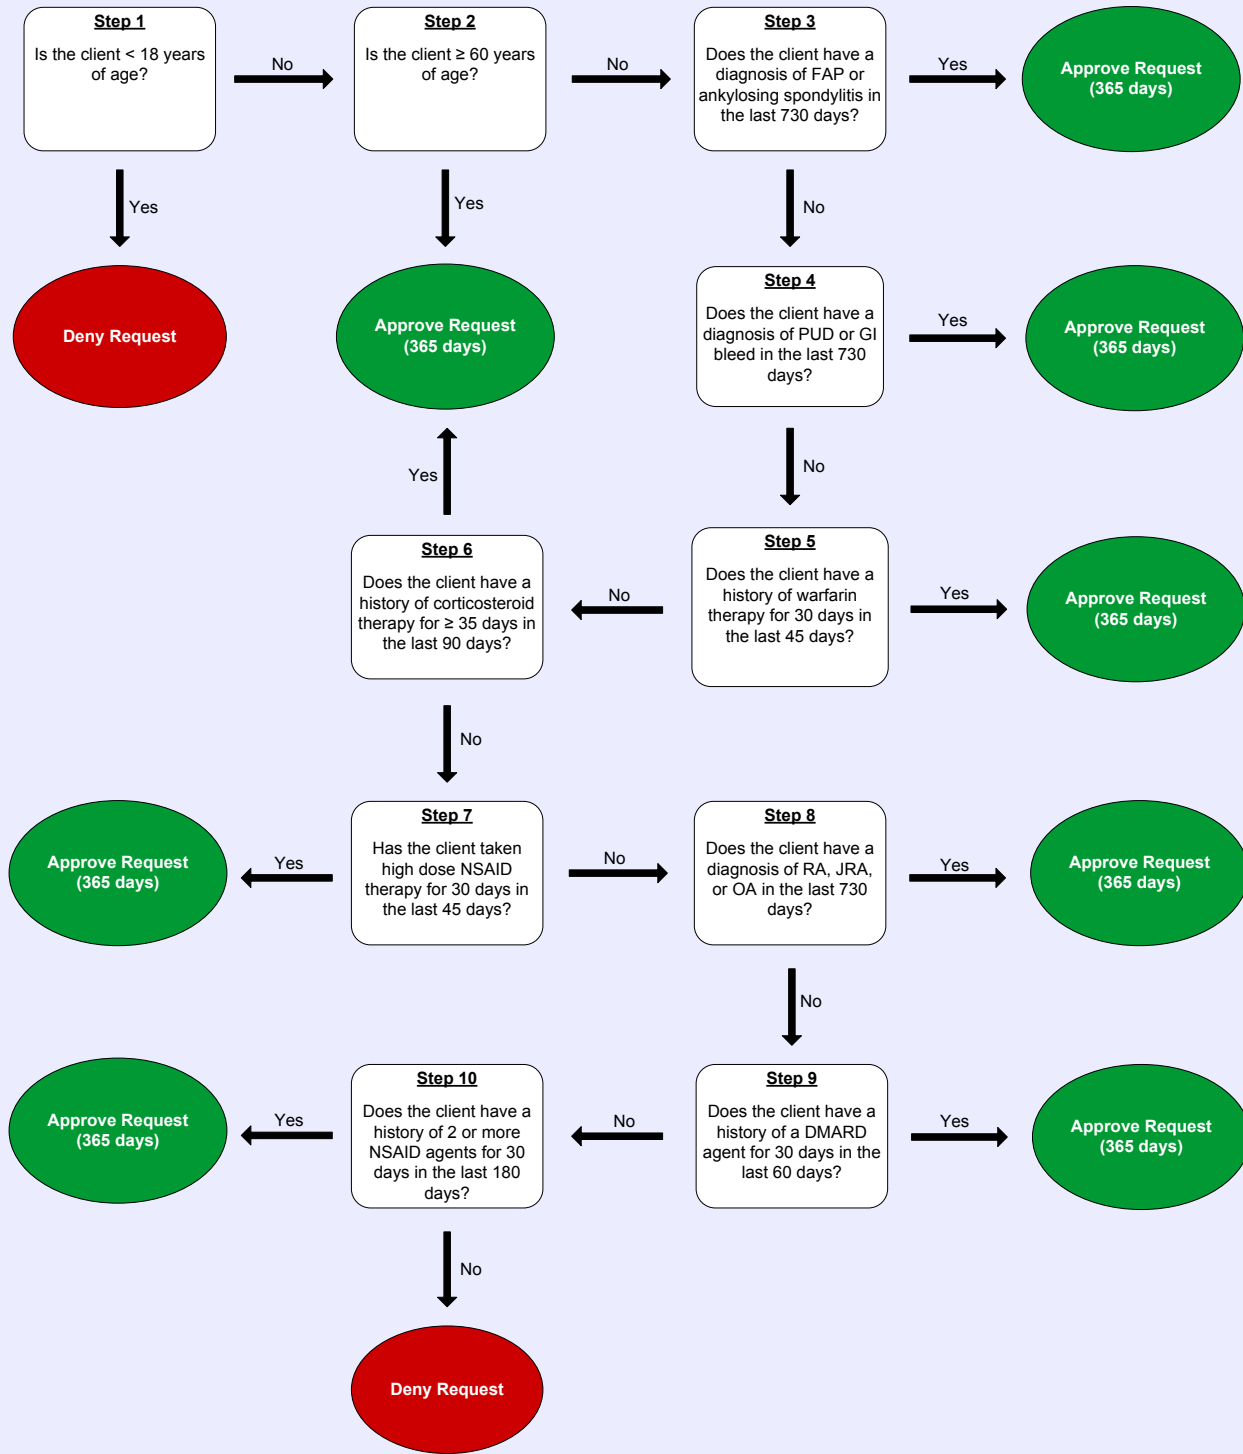 Step 1
Is the client < 18 years
of age?
No
Step 2
Is the client ≥ 60 years
of age?
No
Step 3
Does the client have a
diagnosis of FAP or
ankylosing spondylitis in
the last 730 days?
Yes
Approve Request
(365 days)
Yes
Yes
No
Deny Request
Approve Request
(365 days)
Step 4
Does the client have a
diagnosis of PUD or GI
bleed in the last 730
days?
Yes
Approve Request
(365 days)
Yes
No
Step 6
Does the client have a
history of corticosteroid
therapy for ≥ 35 days in
the last 90 days?
No
Step 5
Does the client have a
history of warfarin
therapy for 30 days in
the last 45 days?
Yes
Approve Request
(365 days)
No
Approve Request
(365 days)
Yes
Step 7
Has the client taken
high dose NSAID
therapy for 30 days in
the last 45 days?
No
Step 8
Does the client have a
diagnosis of RA, JRA,
or OA in the last 730
days?
Yes
Approve Request
(365 days)
No
Approve Request
(365 days)
Yes
Step 10
Does the client have a
history of 2 or more
NSAID agents for 30
days in the last 180
days?
No
Step 9
Does the client have a
history of a DMARD
agent for 30 days in the
last 60 days?
Yes
Approve Request
(365 days)
No
Deny Request